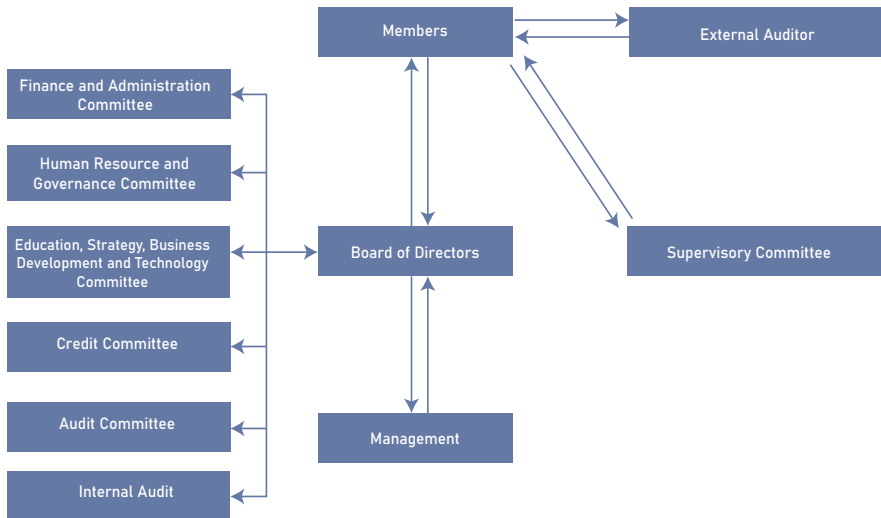 Members
External Auditor
Finance and Administration
Committee
Human Resource and
Governance Committee
Education, Strategy, Business
Development and Technology
Committee
Board of Directors
Supervisory Committee
Credit Committee
Audit Committee
Management
Internal Audit